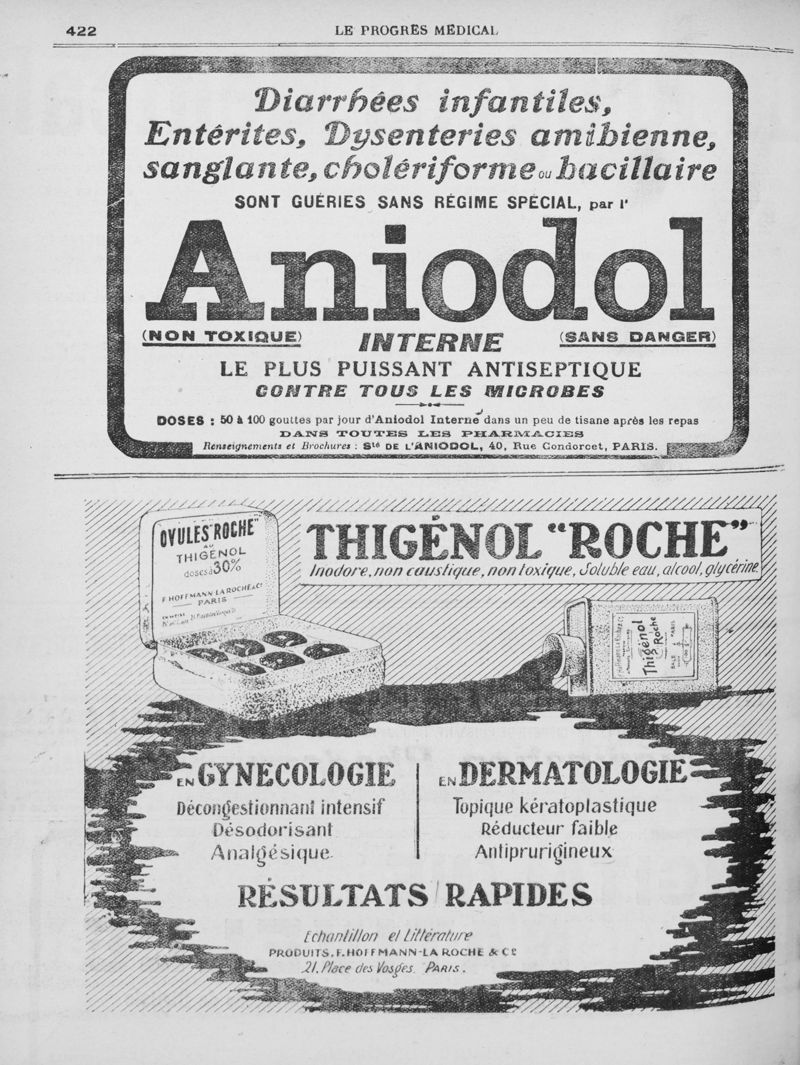 422
LE PROGRÈS MÉDICAL
Diarrhées infantiles,
Entérites, Dysenteries amibienne,
sanglante, cholériforme ou bacillaire
SONT GUÉRIES SANS RÉGIME SPÉCIAL, par l'
Aniodol
(NON TOXIQUE) INTERNE (SANS DANGER)
LE PLUS PUISSANT ANTISEPTIQUE
CONTRE TOUS LES MICROBES
DOSES : 50 à 100 gouttes par jour d'Aniodol Interne dans un peu de tisane après les repas
DANS TOUTES LES PHARMACIES
Renseignements et Brochures : Sté DE L'ANIODOL, 40, Rue Condorcet, PARIS.
OVULES "ROCHE"
AU
THIGÉNOL
dosés à 30%
F. HOFFMANN-LA ROCHE & Cº
PARIS
THIGÉNOL "ROCHE"
Inodore, non caustique, non toxique, Soluble eau, alcool, glycérine
Thigénol
Roche
EN GYNECOLOGIE
Décongestionnant intensif
Désodorisant
Analgésique
EN DERMATOLOGIE
Topique kératoplastique
Réducteur faible
Antiprurigineux
RÉSULTATS RAPIDES
Echantillon et Littérature
PRODUITS. F. HOFFMANN-LA ROCHE & Cº
21, Place des Vosges. PARIS.